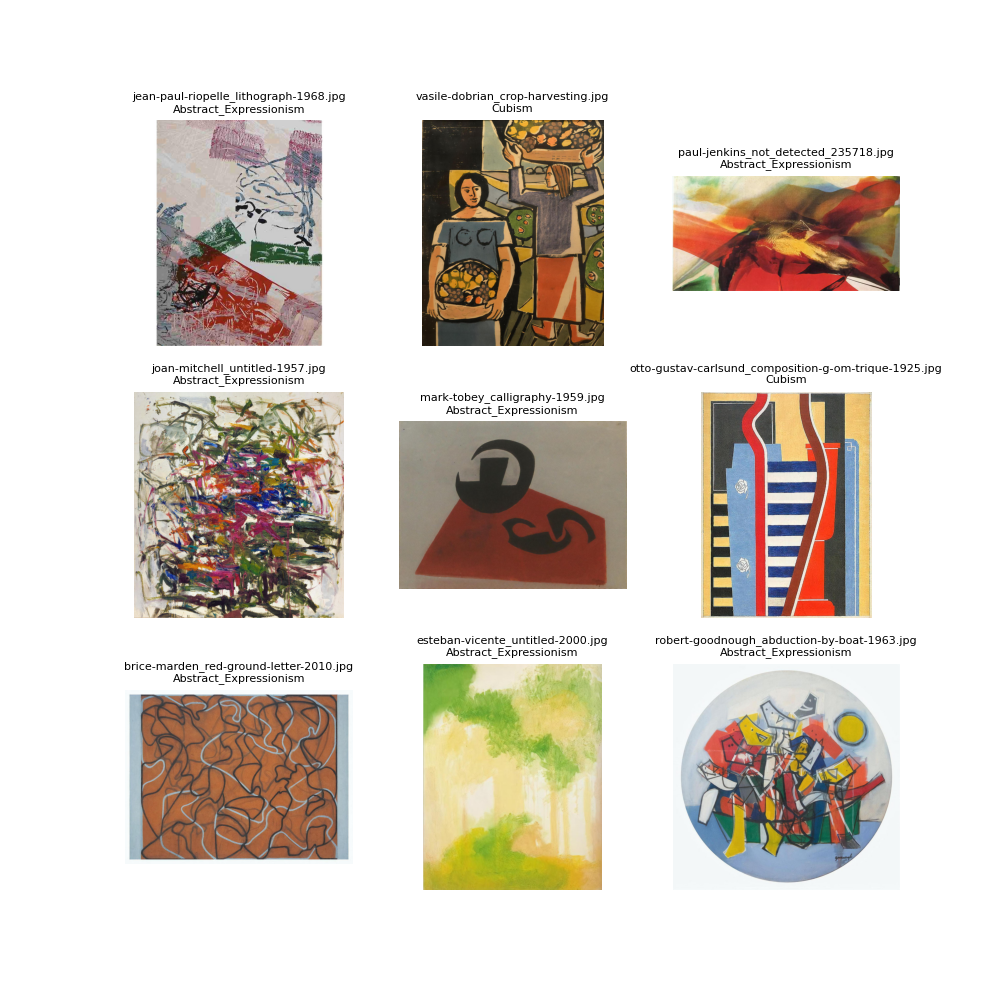 jean-paul-riopelle_lithograph-1968.jpg
Abstract_Expressionism
vasile-dobrian_crop-harvesting.jpg
Cubism
paul-jenkins_not_detected_235718.jpg
Abstract_Expressionism
joan-mitchell_untitled-1957.jpg
Abstract_Expressionism
mark-tobey_calligraphy-1959.jpg
Abstract_Expressionism
otto-gustav-carlsund_composition-g-om-trique-1925.jpg
Cubism
brice-marden_red-ground-letter-2010.jpg
Abstract_Expressionism
esteban-vicente_untitled-2000.jpg
Abstract_Expressionism
robert-goodnough_abduction-by-boat-1963.jpg
Abstract_Expressionism